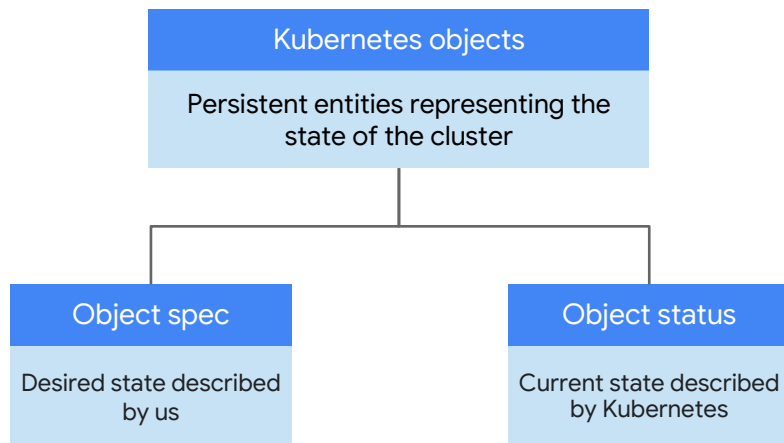 Kubernetes objects
Persistent entities representing the
state of the cluster
Object spec
Desired state described
by us
Object status
Current state described
by Kubernetes